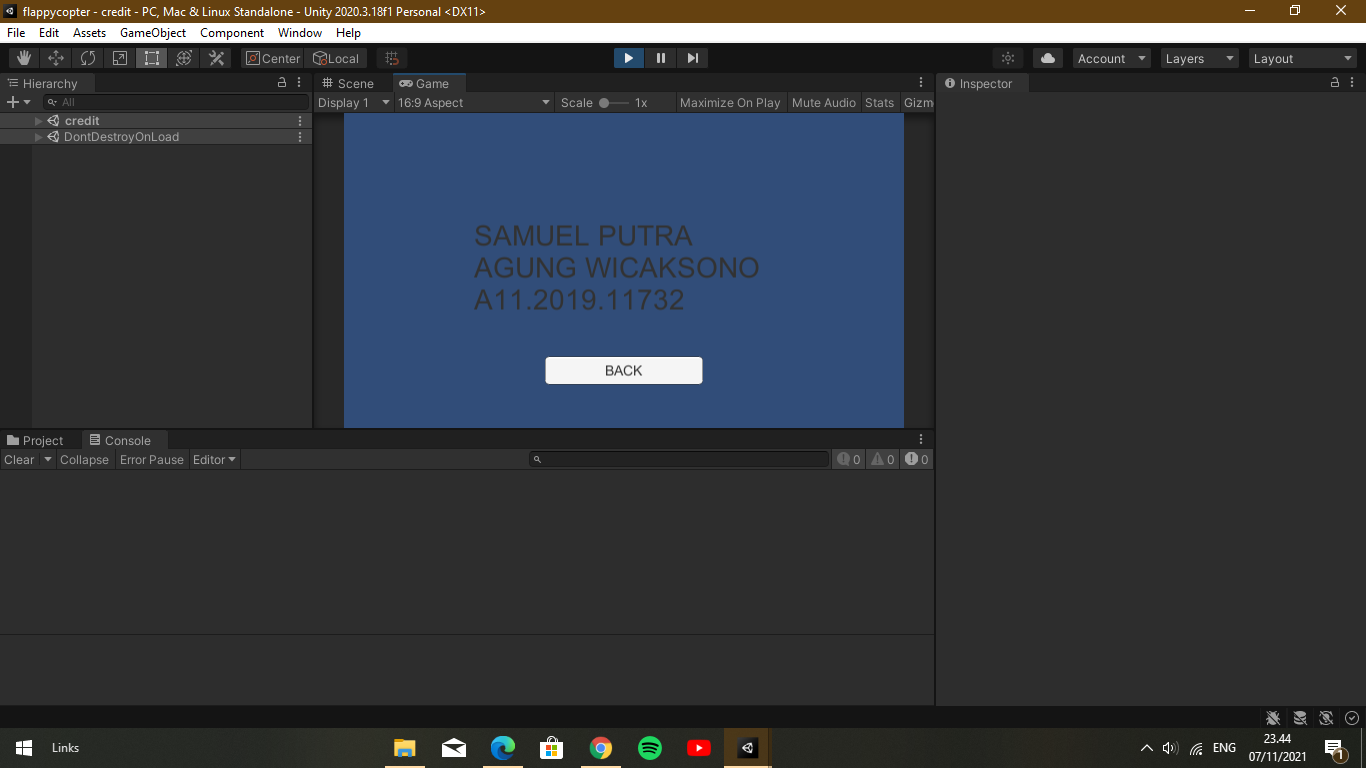 flappycopter - credit - PC, Mac & Linux Standalone - Unity 2020.3.18f1 Personal <DX11>
File Edit Assets GameObject Component Window Help
Center Local Account Layers Layout
Hierarchy
All
credit
DontDestroyOnLoad
Scene Game
Display 1 16:9 Aspect Scale 1x Maximize On Play Mute Audio Stats Gizm
SAMUEL PUTRA
AGUNG WICAKSONO
A11.2019.11732
BACK
Inspector
Project Console
Clear Collapse Error Pause Editor 0 0 0
Links
ENG
23.44
07/11/2021
1